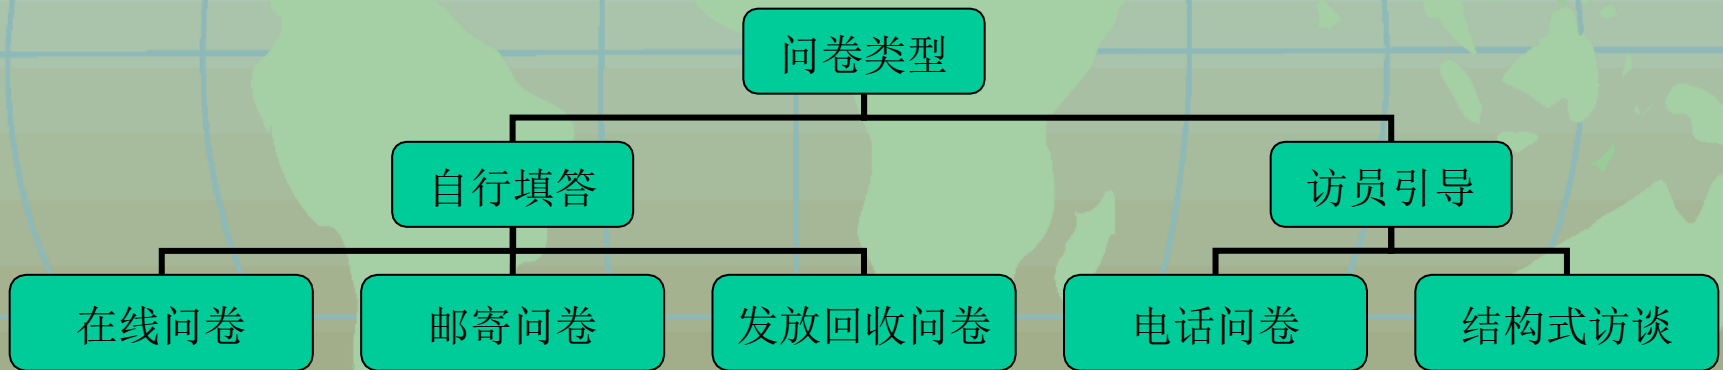 问卷类型
自行填答
访员引导
在线问卷
邮寄问卷
发放回收问卷
电话问卷
结构式访谈